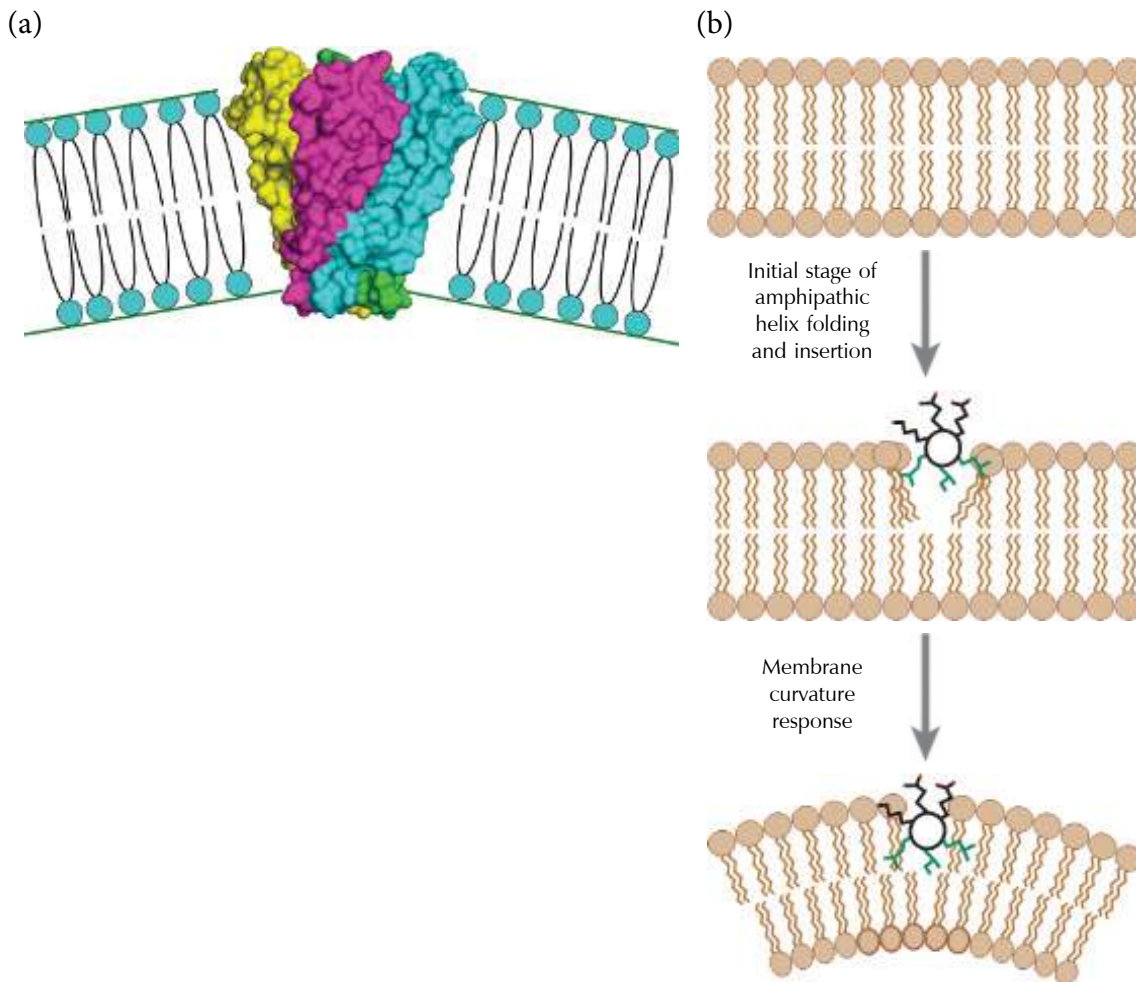 (a)
(b)
Initial stage of
amphipathic
helix folding
and insertion
Membrane
curvature
response